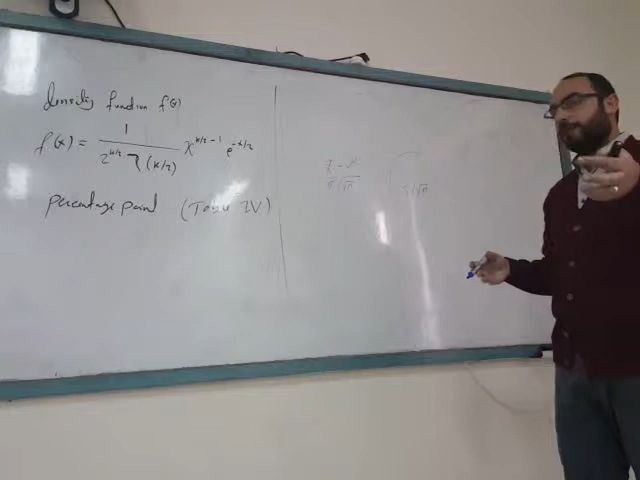 density function f(x)
f(x) = 1 / (2^(k/2) Γ(k/2)) x^(k/2 - 1) e^(-x/2)
percentage point (Table IV)